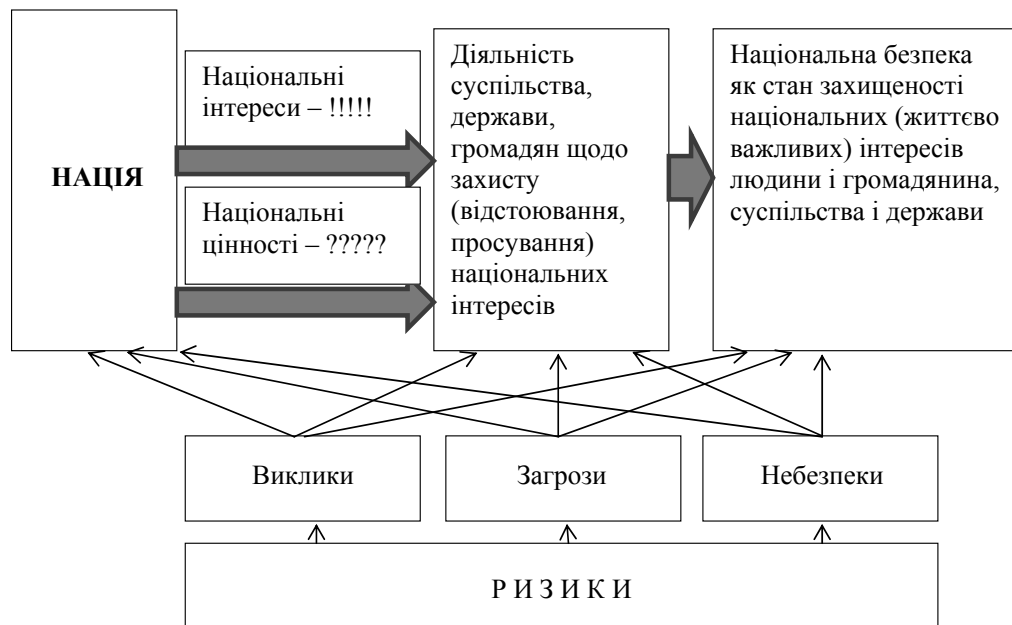 НАЦІЯ
Національні
інтереси – !!!!!
Національні
цінності – ?????
Діяльність
суспільства,
держави,
громадян щодо
захисту
(відстоювання,
просування)
національних
інтересів
Національна безпека
як стан захищеності
національних (життєво
важливих) інтересів
людини і громадянина,
суспільства і держави
Виклики
Загрози
Небезпеки
Р И З И К И